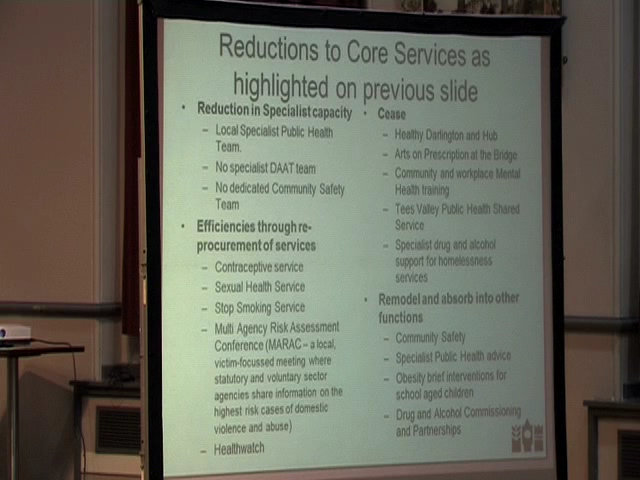 Reductions to Core Services as
highlighted on previous slide
• Reduction in Specialist capacity
– Local Specialist Public Health
Team.
– No specialist DAAT team
– No dedicated Community Safety
Team
• Efficiencies through re-
procurement of services
– Contraceptive service
– Sexual Health Service
– Stop Smoking Service
– Multi Agency Risk Assessment
Conference (MARAC – a local,
victim-focussed meeting where
statutory and voluntary sector
agencies share information on the
highest risk cases of domestic
violence and abuse)
– Healthwatch
• Cease
– Healthy Darlington and Hub
– Arts on Prescription at the Bridge
– Community and workplace Mental
Health training
– Tees Valley Public Health Shared
Service
– Specialist drug and alcohol
support for homelessness
services
• Remodel and absorb into other
functions
– Community Safety
– Specialist Public Health advice
– Obesity brief interventions for
school aged children
– Drug and Alcohol Commissioning
and Partnerships